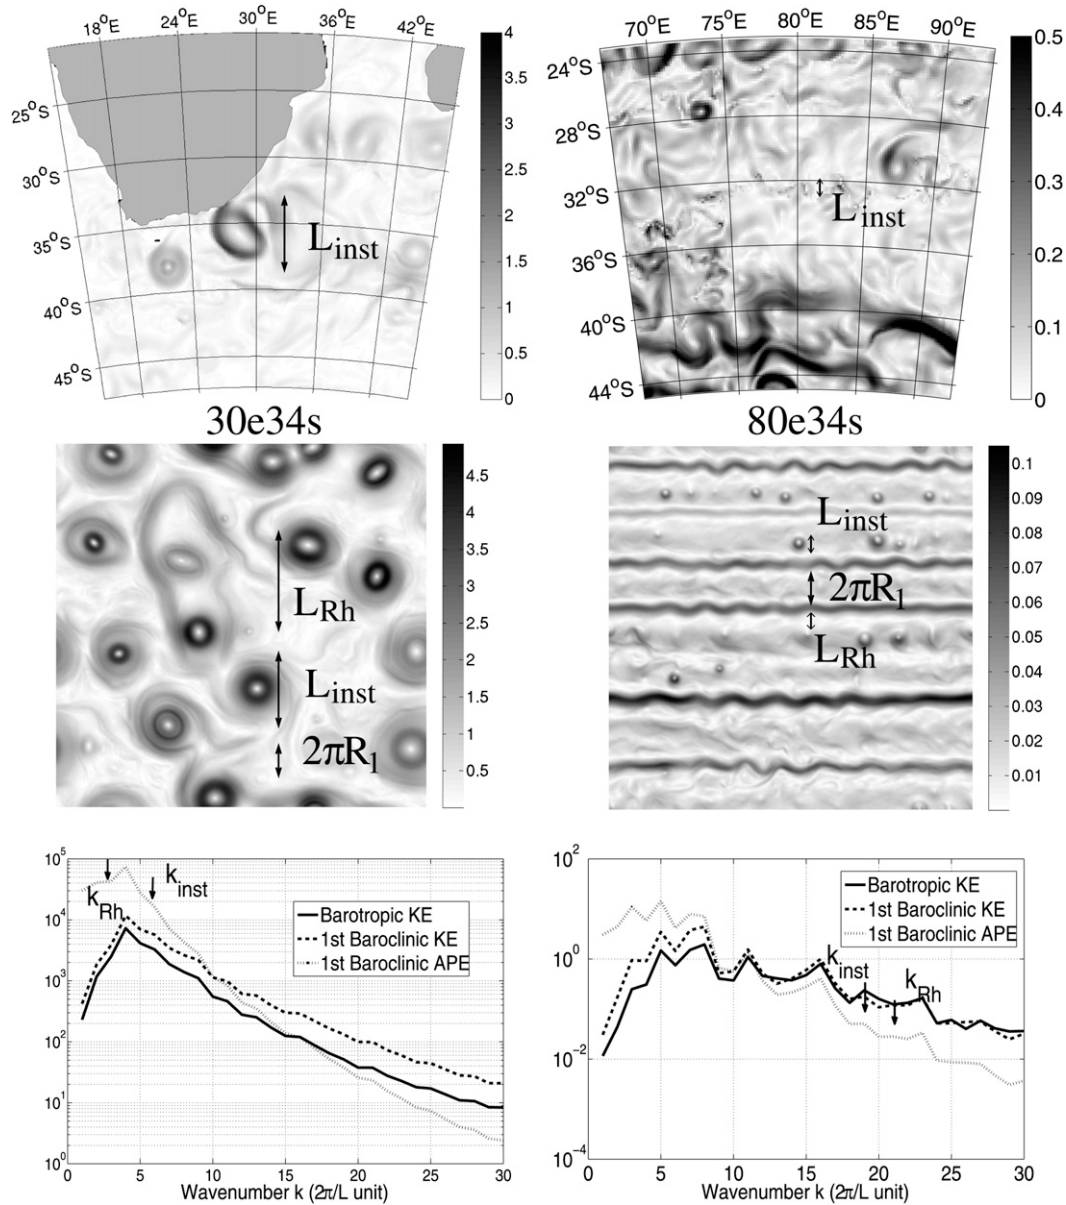 18°E 24°E 30°E 36°E 42°E
25°S
30°S
35°S
40°S
45°S
L_inst
4
3.5
3
2.5
2
1.5
1
0.5
0
70°E 75°E 80°E 85°E 90°E
24°S
28°S
32°S
36°S
40°S
44°S
L_inst
0.5
0.4
0.3
0.2
0.1
0
30e34s
L_Rh
L_inst
2πR_1
4.5
4
3.5
3
2.5
2
1.5
1
0.5
80e34s
L_inst
2πR_1
L_Rh
0.1
0.09
0.08
0.07
0.06
0.05
0.04
0.03
0.02
0.01
10^5
10^4
10^3
10^2
10^1
10^0
k_Rh
k_inst
Barotropic KE
1st Baroclinic KE
1st Baroclinic APE
0 5 10 15 20 25 30
Wavenumber k (2π/L unit)
10^2
10^0
10^-2
10^-4
Barotropic KE
1st Baroclinic KE
1st Baroclinic APE
k_inst
k_Rh
0 5 10 15 20 25 30
Wavenumber k (2π/L unit)